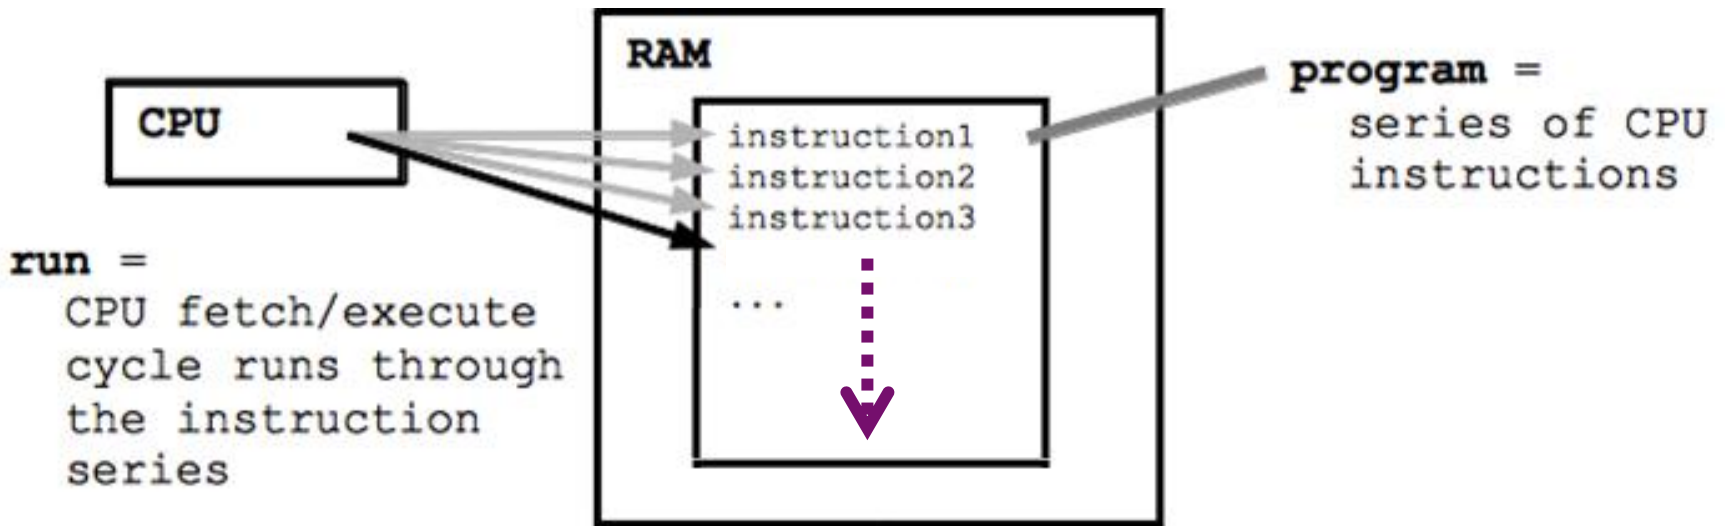 RAM
CPU
instruction1
instruction2
instruction3
...
program =
series of CPU
instructions
run =
CPU fetch/execute
cycle runs through
the instruction
series